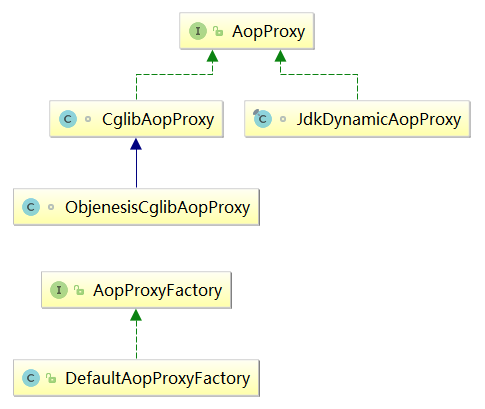 I AopProxy
C CglibAopProxy
C JdkDynamicAopProxy
C ObjenesisCglibAopProxy
I AopProxyFactory
C DefaultAopProxyFactory